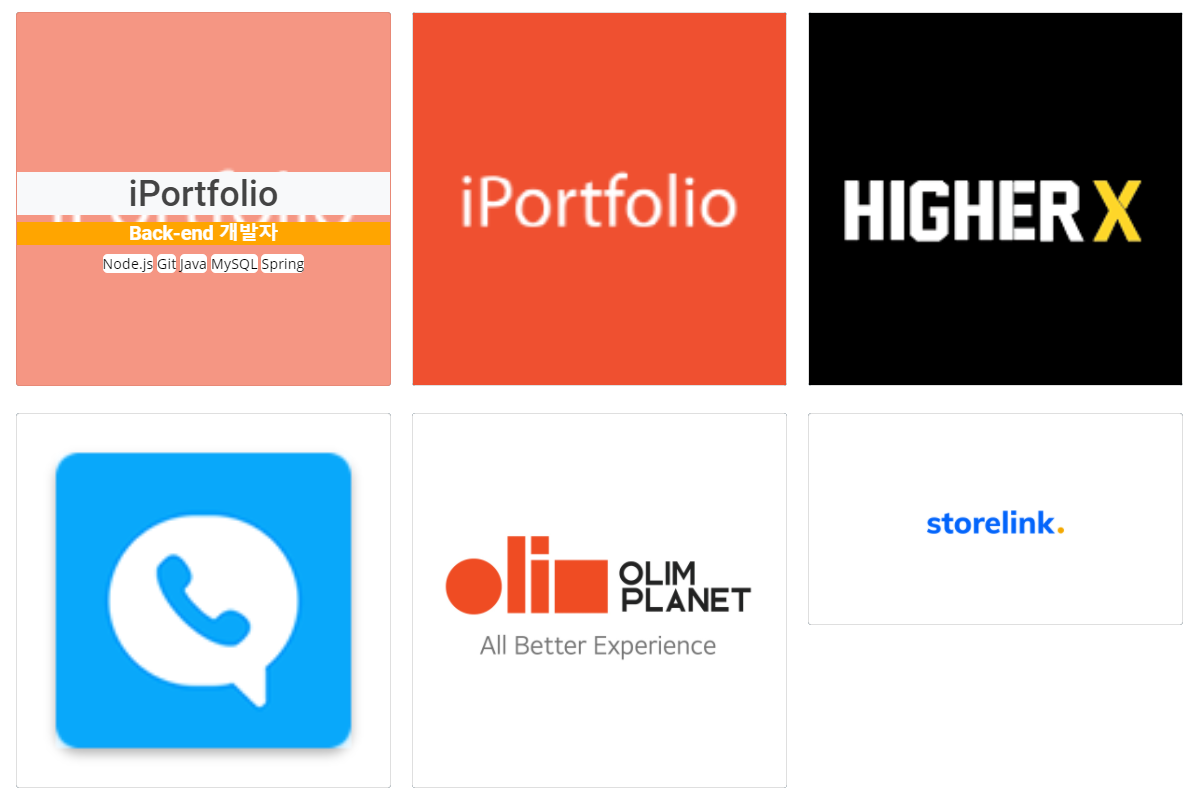 iPortfolio
Back-end 개발자
Node.js Git Java MySQL Spring
iPortfolio
HIGHER X
olim
OLIM
PLANET
All Better Experience
storelink.